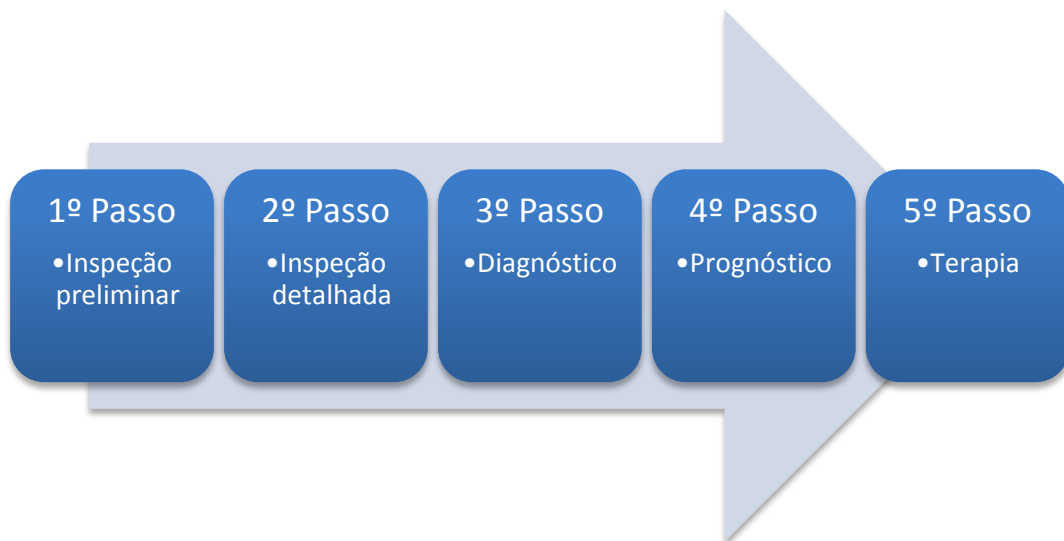 1º Passo
•Inspeção
preliminar
2º Passo
•Inspeção
detalhada
3º Passo
•Diagnóstico
4º Passo
•Prognóstico
5º Passo
•Terapia